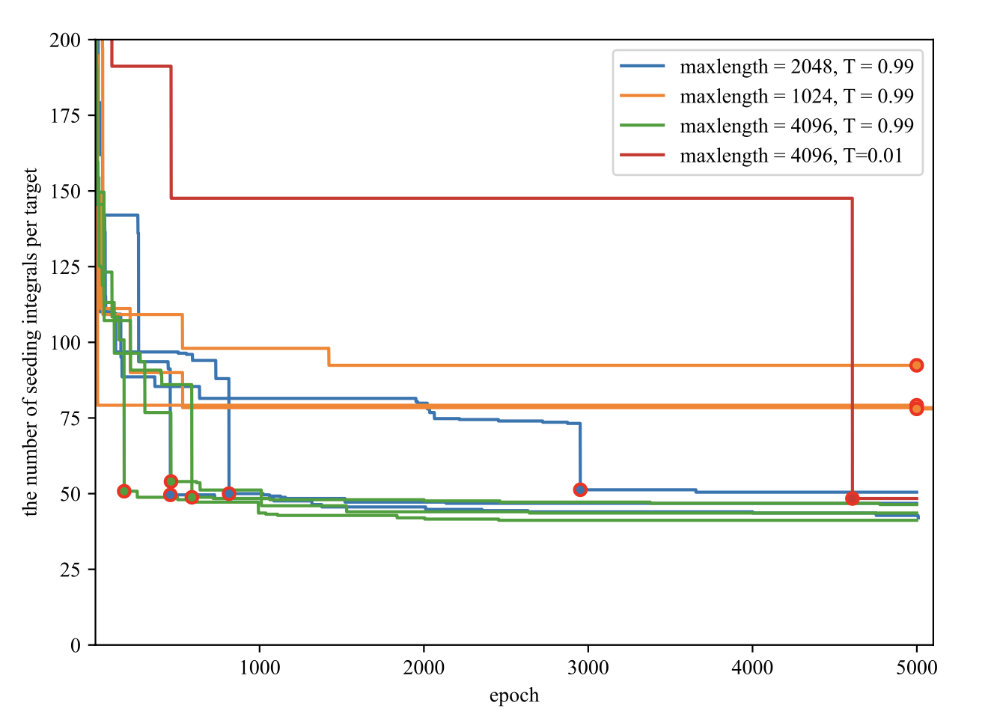 the number of seeding integrals per target
200
175
150
125
100
75
50
25
0
maxlength = 2048, T = 0.99
maxlength = 1024, T = 0.99
maxlength = 4096, T = 0.99
maxlength = 4096, T=0.01
1000
2000
3000
4000
5000
epoch